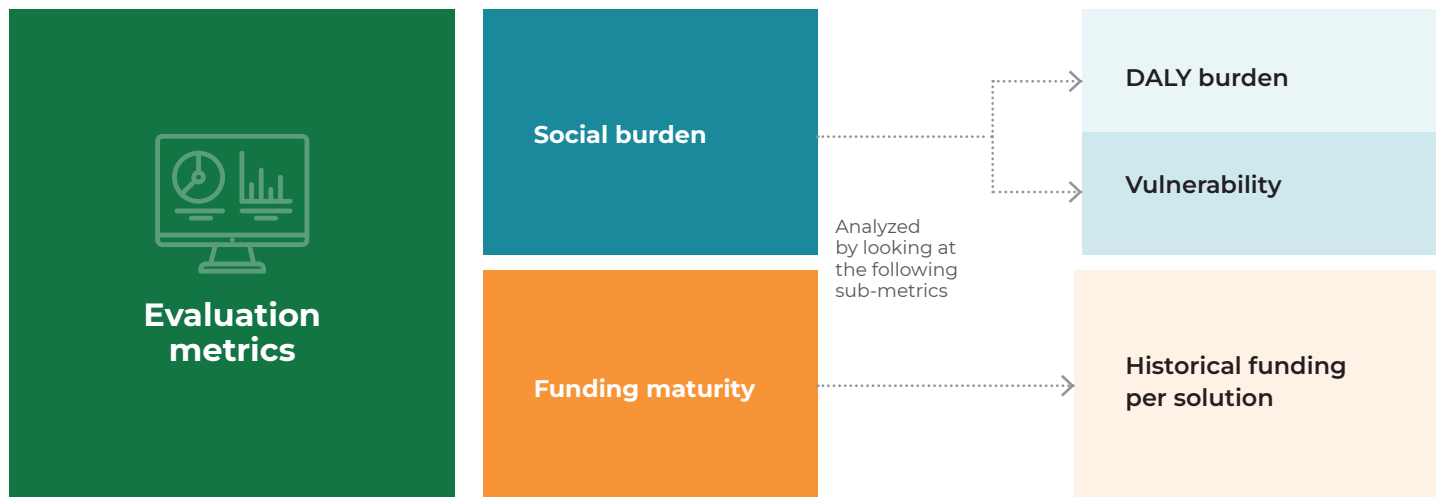 Evaluation
metrics
Social burden
Funding maturity
Analyzed
by looking at
the following
sub-metrics
DALY burden
Vulnerability
Historical funding
per solution